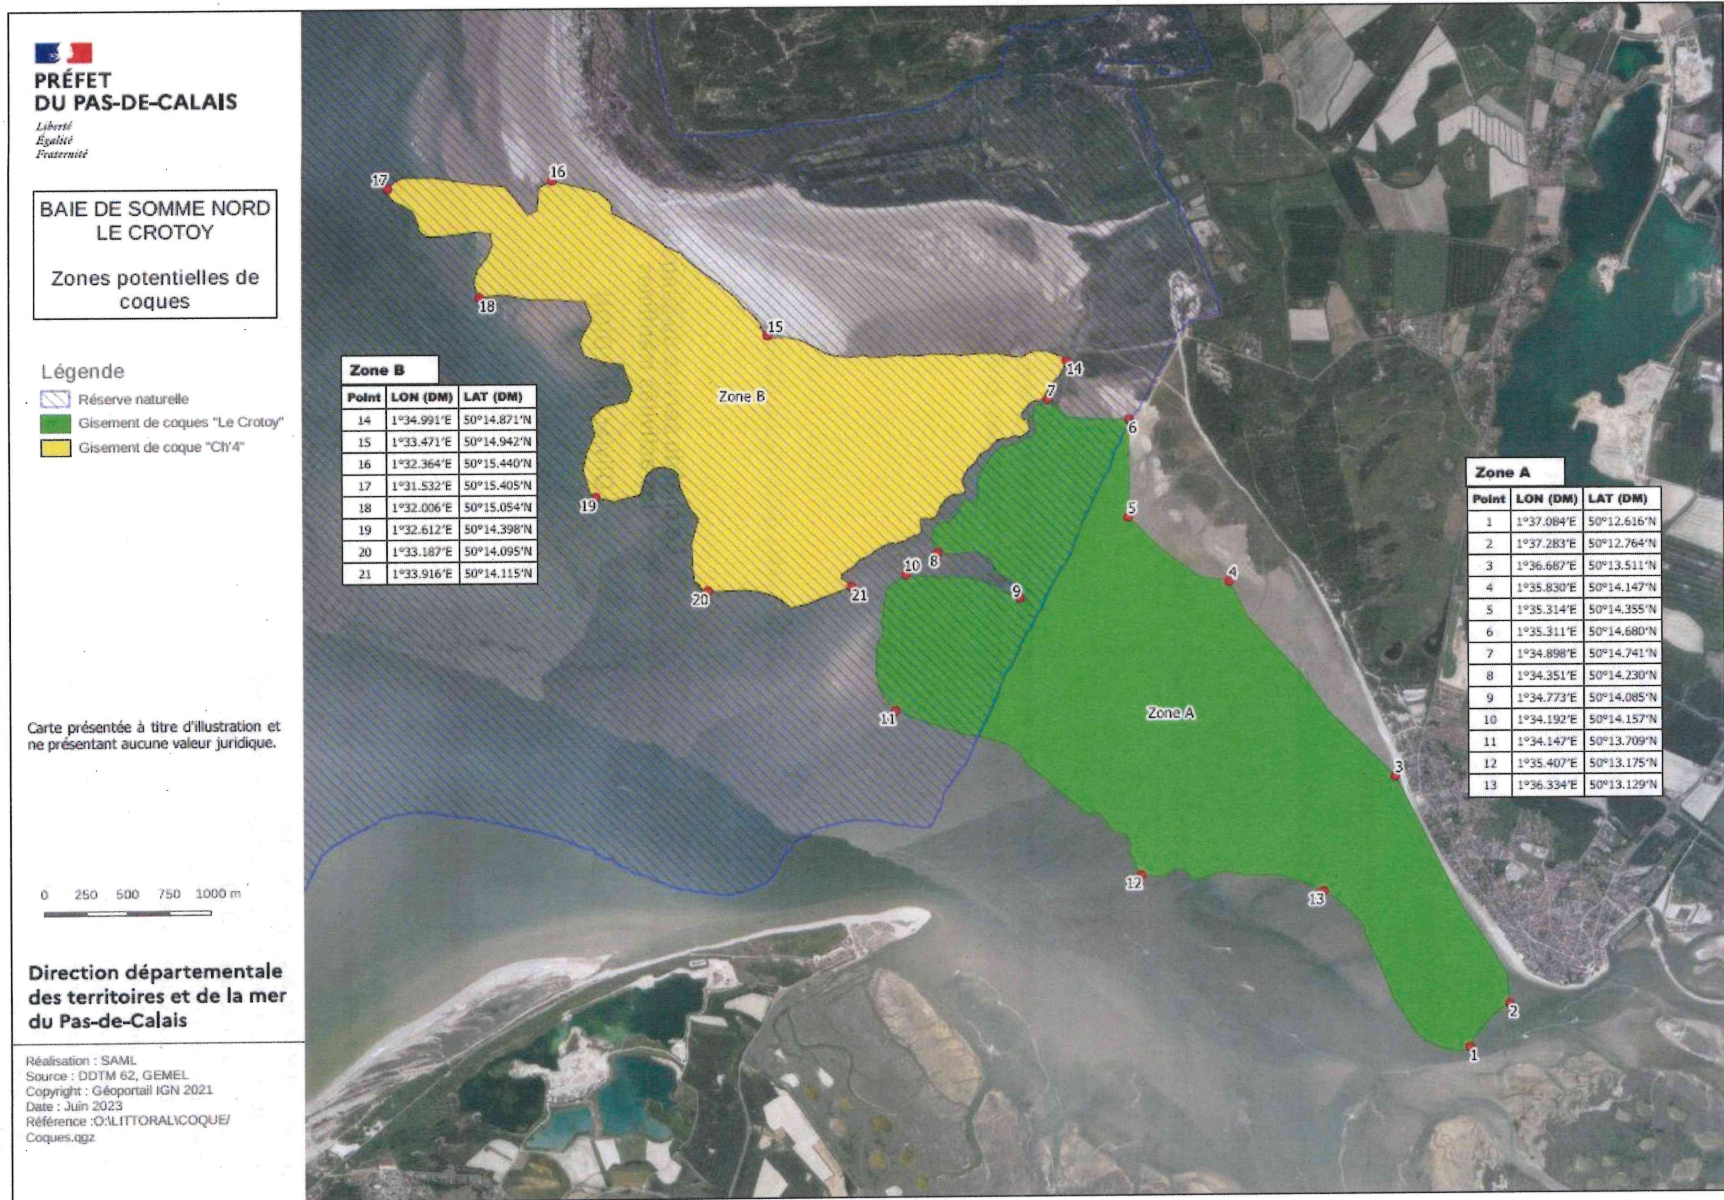 PRÉFET
DU PAS-DE-CALAIS
Liberté
Égalité
Fraternité
BAIE DE SOMME NORD
LE CROTOY
Zones potentielles de
coques
Légende
Réserve naturelle
Gisement de coques "Le Crotoy"
Gisement de coque "Ch'4"
Carte présentée à titre d'illustration et
ne présentant aucune valeur juridique.
0 250 500 750 1000 m
Direction départementale
des territoires et de la mer
du Pas-de-Calais
Réalisation : SAML
Source : DDTM 62, GEMEL
Copyright : Géoportail IGN 2021
Date : Juin 2023
Référence :O:\LITTORAL\COQUE/
Coques.qgz
17
16
18
15
14
Zone B
7
6
19
5
8
10
9
4
20
21
11
Zone A
3
12
13
2
1
Zone B
Point LON (DM) LAT (DM)
14 1°34.991'E 50°14.871'N
15 1°33.471'E 50°14.942'N
16 1°32.364'E 50°15.440'N
17 1°31.532'E 50°15.405'N
18 1°32.006'E 50°15.054'N
19 1°32.612'E 50°14.398'N
20 1°33.187'E 50°14.095'N
21 1°33.916'E 50°14.115'N
Zone A
Point LON (DM) LAT (DM)
1 1°37.084'E 50°12.616'N
2 1°37.283'E 50°12.764'N
3 1°36.687'E 50°13.511'N
4 1°35.830'E 50°14.147'N
5 1°35.314'E 50°14.355'N
6 1°35.311'E 50°14.680'N
7 1°34.898'E 50°14.741'N
8 1°34.351'E 50°14.230'N
9 1°34.773'E 50°14.085'N
10 1°34.192'E 50°14.157'N
11 1°34.147'E 50°13.709'N
12 1°35.407'E 50°13.175'N
13 1°36.334'E 50°13.129'N